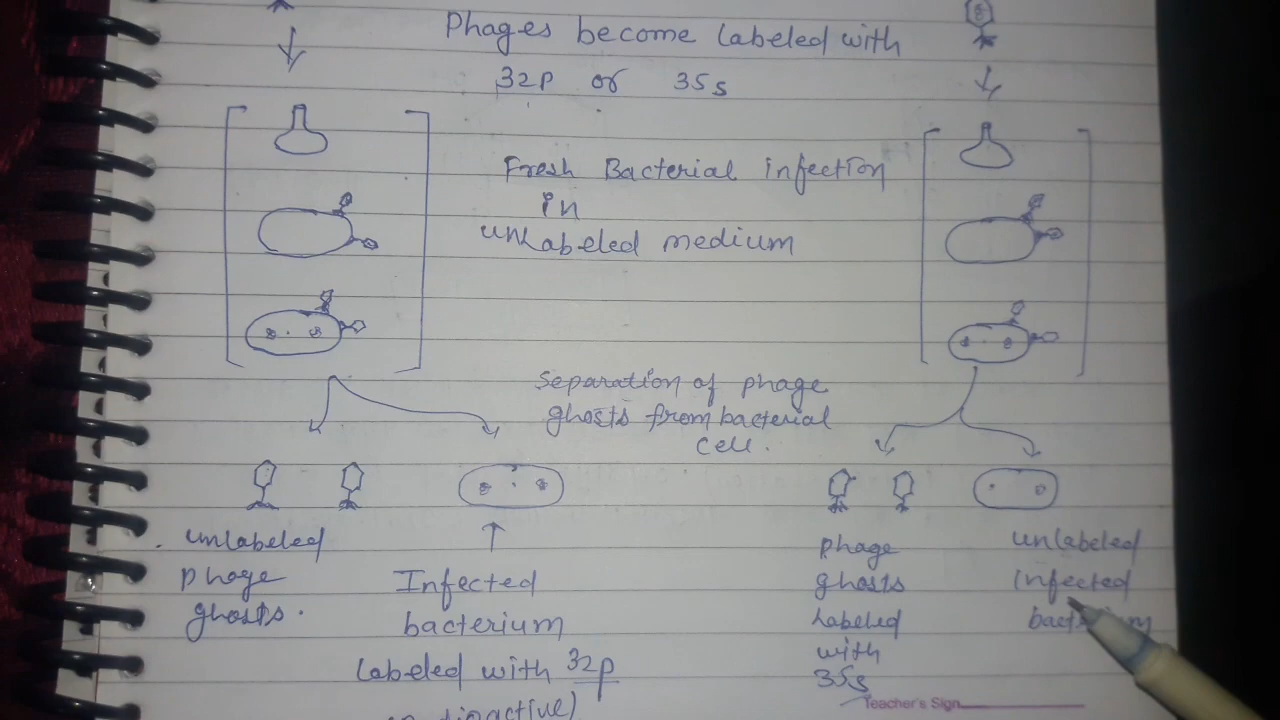 Phages become labeled with
32P or 35s
Fresh Bacterial infection
in
unlabeled medium
Separation of phage
ghosts from bacterial
cell.
unlabeled
phage
ghosts.
Infected
bacterium
labeled with 32p
phage
ghosts
labeled
with
35s
unlabeled
infected
bacterium
Teacher's Sign